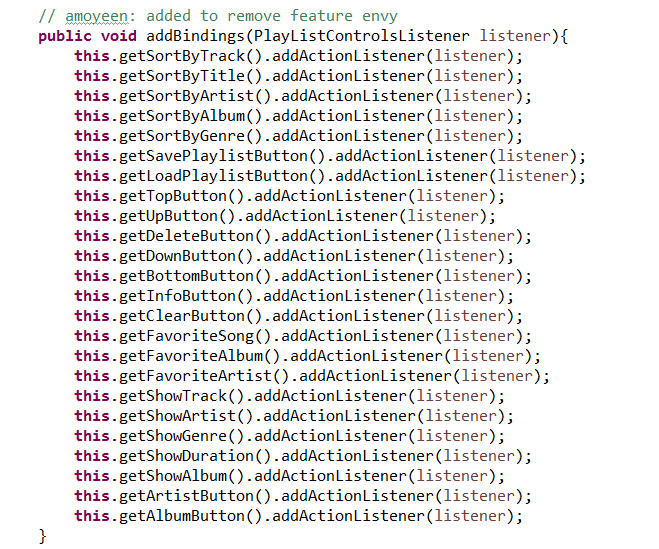 // amoyeen: added to remove feature envy
public void addBindings(PlayListControlsListener listener){
    this.getSortByTrack().addActionListener(listener);
    this.getSortByTitle().addActionListener(listener);
    this.getSortByArtist().addActionListener(listener);
    this.getSortByAlbum().addActionListener(listener);
    this.getSortByGenre().addActionListener(listener);
    this.getSavePlaylistButton().addActionListener(listener);
    this.getLoadPlaylistButton().addActionListener(listener);
    this.getTopButton().addActionListener(listener);
    this.getUpButton().addActionListener(listener);
    this.getDeleteButton().addActionListener(listener);
    this.getDownButton().addActionListener(listener);
    this.getBottomButton().addActionListener(listener);
    this.getInfoButton().addActionListener(listener);
    this.getClearButton().addActionListener(listener);
    this.getFavoriteSong().addActionListener(listener);
    this.getFavoriteAlbum().addActionListener(listener);
    this.getFavoriteArtist().addActionListener(listener);
    this.getShowTrack().addActionListener(listener);
    this.getShowArtist().addActionListener(listener);
    this.getShowGenre().addActionListener(listener);
    this.getShowDuration().addActionListener(listener);
    this.getShowAlbum().addActionListener(listener);
    this.getArtistButton().addActionListener(listener);
    this.getAlbumButton().addActionListener(listener);
}